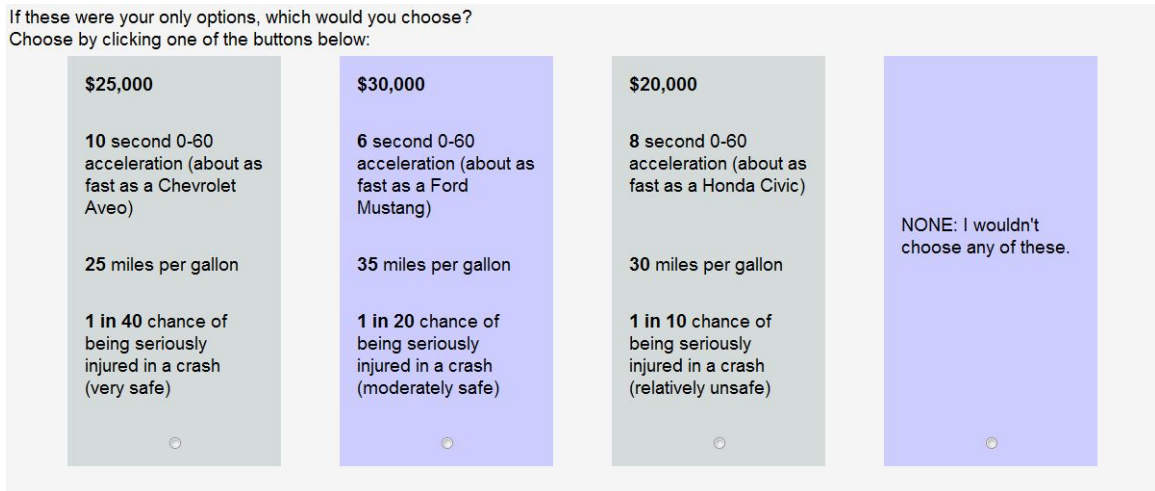 If these were your only options, which would you choose?
Choose by clicking one of the buttons below:
$25,000
10 second 0-60
acceleration (about as
fast as a Chevrolet
Aveo)
25 miles per gallon
1 in 40 chance of
being seriously
injured in a crash
(very safe)
$30,000
6 second 0-60
acceleration (about as
fast as a Ford
Mustang)
35 miles per gallon
1 in 20 chance of
being seriously
injured in a crash
(moderately safe)
$20,000
8 second 0-60
acceleration (about as
fast as a Honda Civic)
30 miles per gallon
1 in 10 chance of
being seriously
injured in a crash
(relatively unsafe)
NONE: I wouldn't
choose any of these.